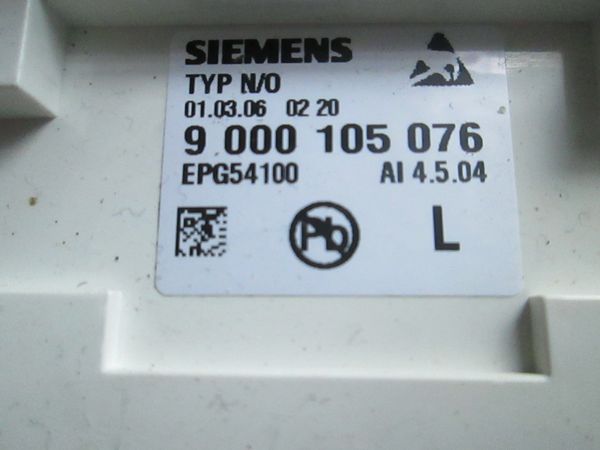 SIEMENS
TYP N/O
01.03.06 02 20
9 000 105 076
EPG54100 AI 4.5.04
Pb L